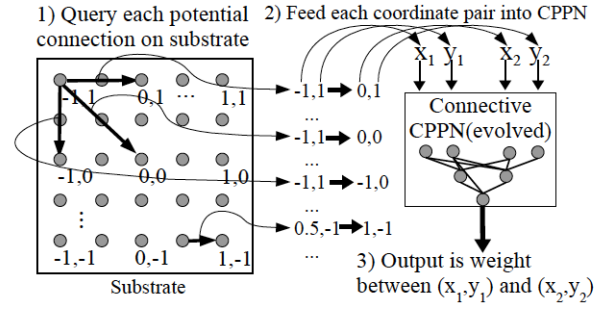 1) Query each potential
connection on substrate
-1,1 0,1 ... 1,1
-1,0 0,0 1,0
⋮
-1,-1 0,-1 1,-1
Substrate
2) Feed each coordinate pair into CPPN
x1 y1 x2 y2
-1,1 0,1
...
-1,1 0,0
...
-1,1 -1,0
...
0.5,-1 1,-1
...
Connective
CPPN(evolved)
3) Output is weight
between (x1,y1) and (x2,y2)